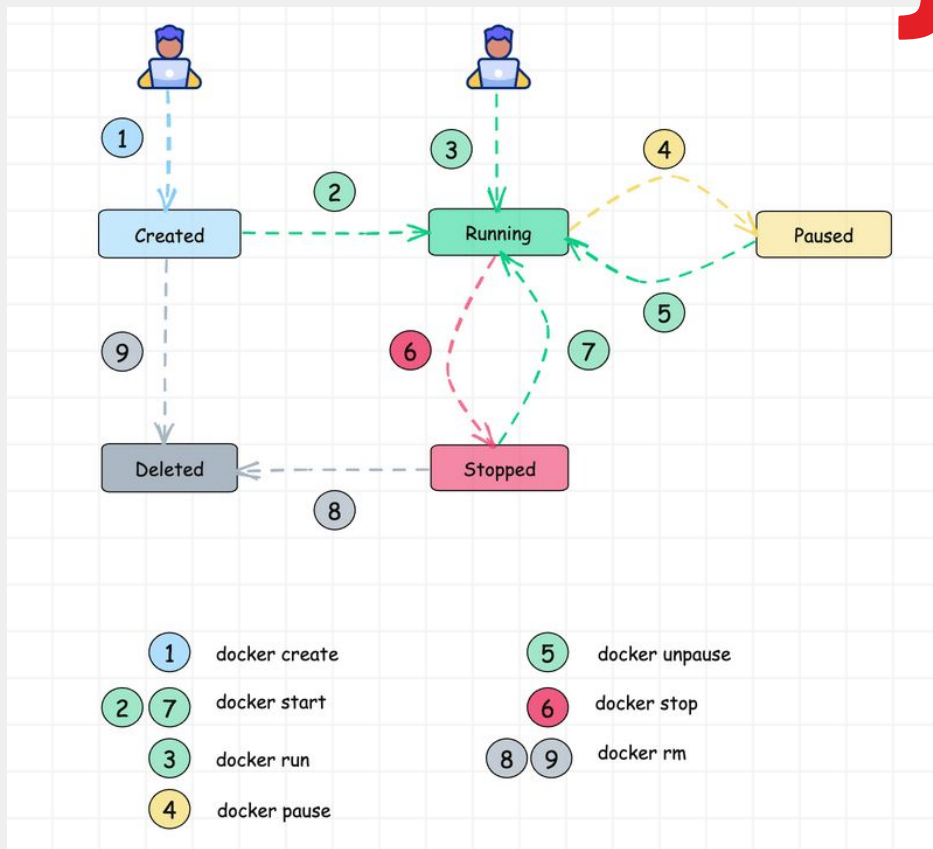 1
3
4
2
Created
Running
Paused
5
9
6
7
Deleted
Stopped
8
1 docker create
2 7 docker start
3 docker run
4 docker pause
5 docker unpause
6 docker stop
8 9 docker rm